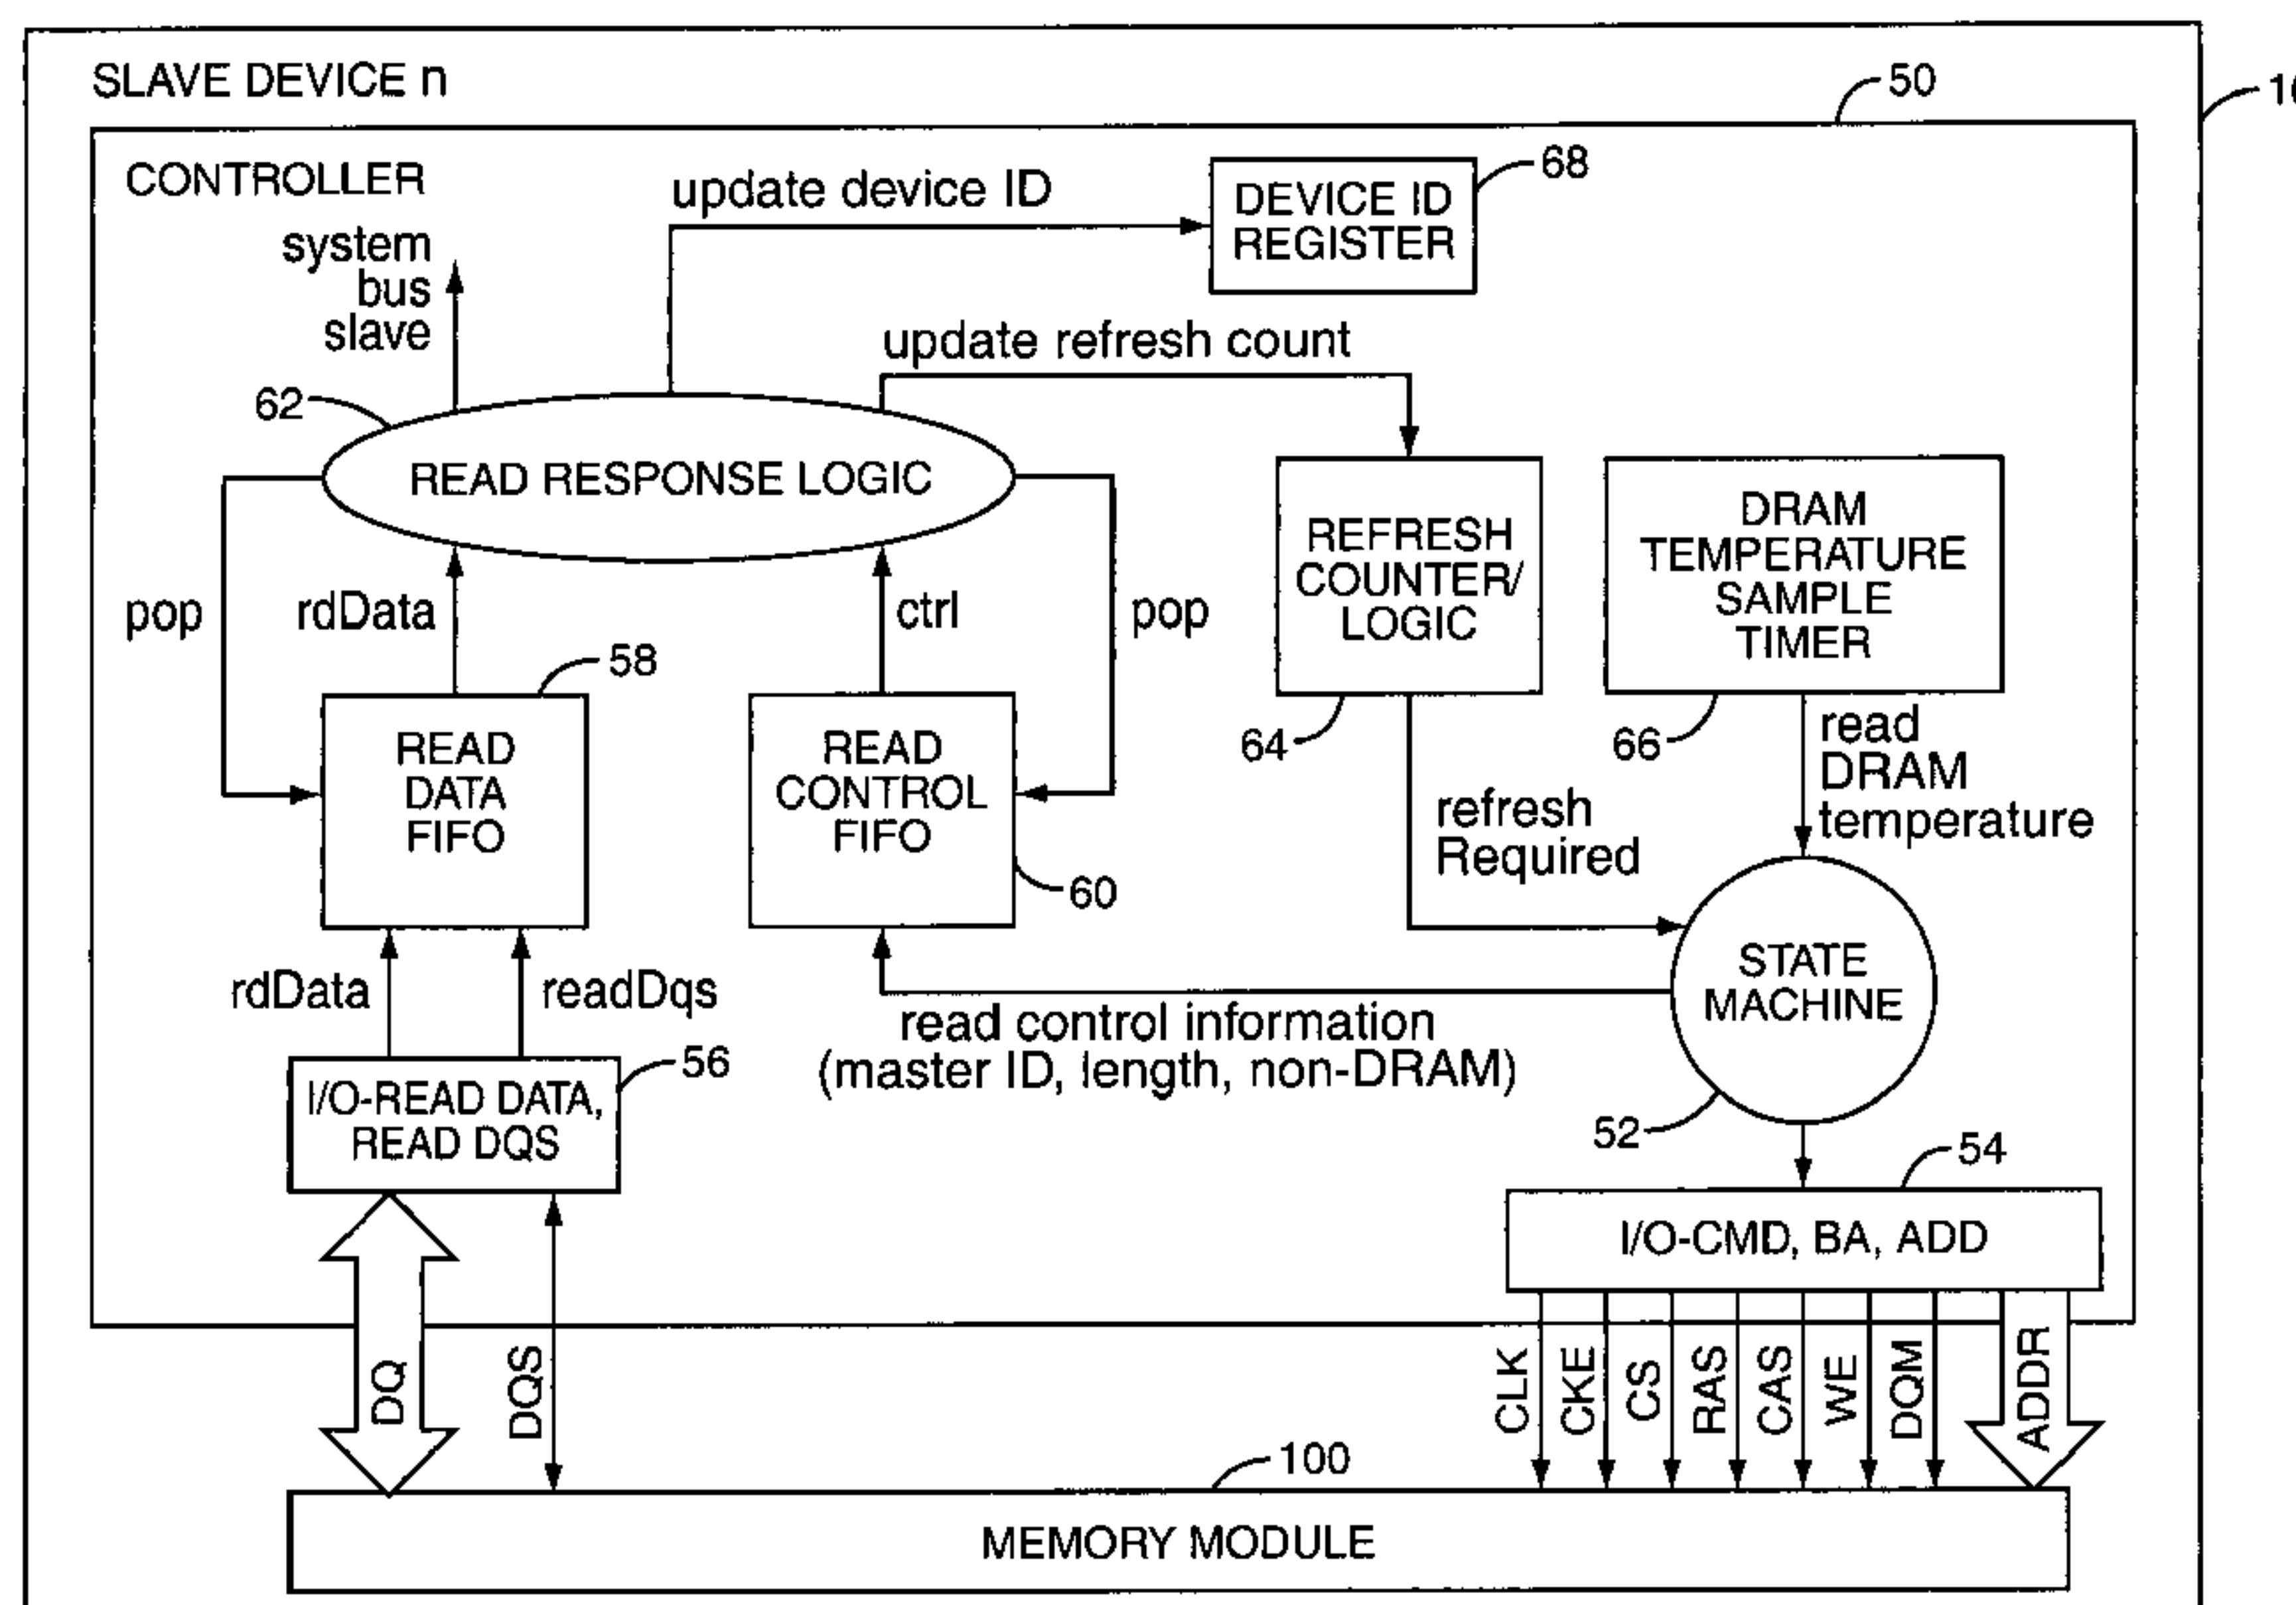 SLAVE DEVICE n
50
CONTROLLER
68
update device ID
DEVICE ID
REGISTER
system
bus
slave
update refresh count
62
READ RESPONSE LOGIC
DRAM
TEMPERATURE
SAMPLE
TIMER
REFRESH
COUNTER/
LOGIC
pop
rdData
ctrl
pop
58
64
66
read
DRAM
temperature
READ
DATA
FIFO
READ
CONTROL
FIFO
refresh
Required
60
STATE
MACHINE
rdData
readDqs
read control information
(master ID, length, non-DRAM)
56
I/O-READ DATA,
READ DQS
52
54
I/O-CMD, BA, ADD
DQ
DQS
CLK
CKE
CS
RAS
CAS
WE
DQM
ADDR
100
MEMORY MODULE